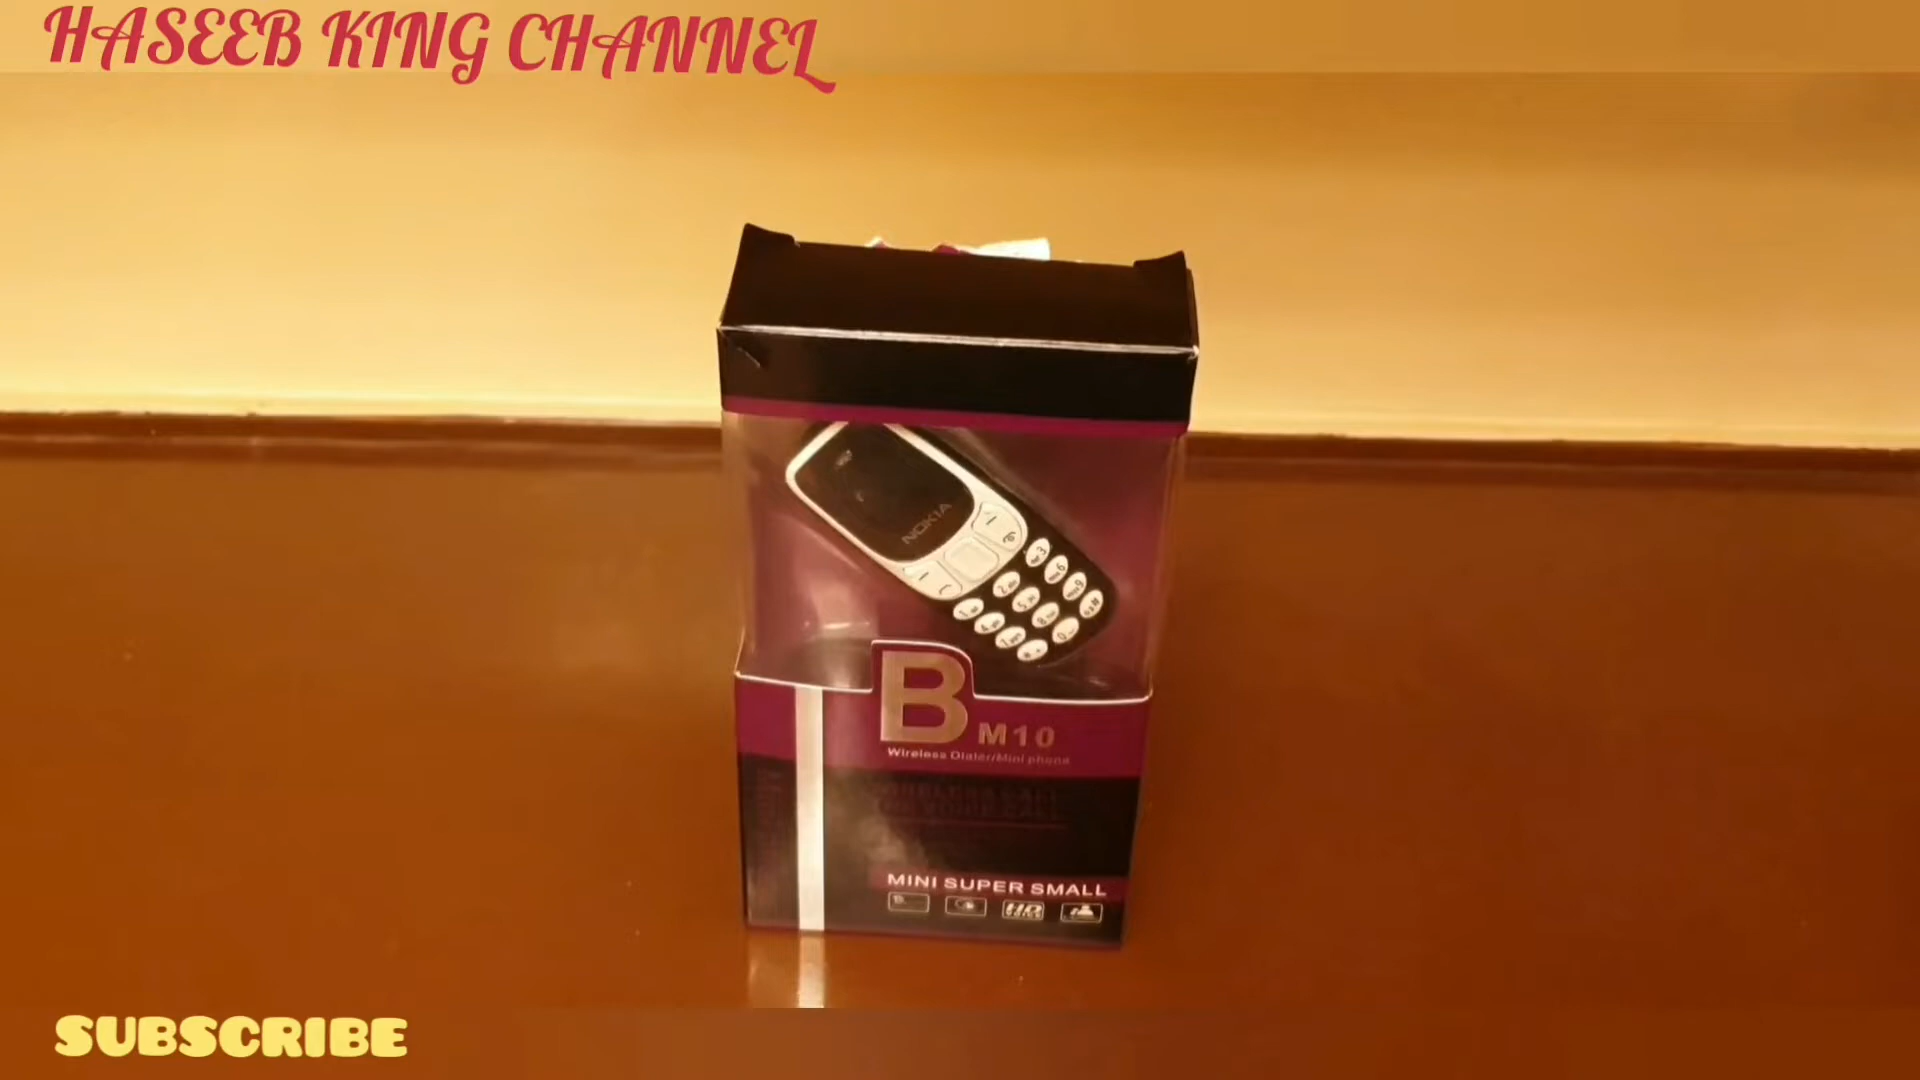 HASEEB KING CHANNEL
NOKIA
B M10
Wireless Dialer/Mini phone
MINI SUPER SMALL
HD
SUBSCRIBE